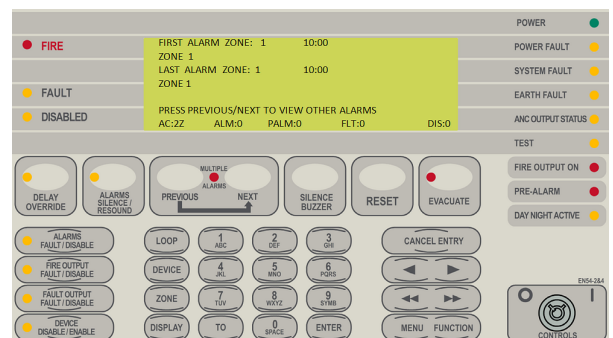 POWER
FIRE
FIRST ALARM ZONE: 1 10:00
ZONE 1
LAST ALARM ZONE: 1 10:00
ZONE 1
PRESS PREVIOUS/NEXT TO VIEW OTHER ALARMS
AC:2Z ALM:0 PALM:0 FLT:0 DIS:0
FAULT
DISABLED
POWER FAULT
SYSTEM FAULT
EARTH FAULT
ANC OUTPUT STATUS
TEST
FIRE OUTPUT ON
PRE-ALARM
DAY NIGHT ACTIVE
DELAY
OVERRIDE
ALARMS
SILENCE /
RESOUND
MULTIPLE
ALARMS
PREVIOUS NEXT
SILENCE
BUZZER
RESET
EVACUATE
ALARMS
FAULT / DISABLE
LOOP
1
ABC
2
DEF
3
GHI
CANCEL ENTRY
FIRE OUTPUT
FAULT / DISABLE
DEVICE
4
JKL
5
MNO
6
PQRS
FAULT OUTPUT
FAULT / DISABLE
ZONE
7
TUV
8
WXYZ
9
SYMB
DEVICE
DISABLE / ENABLE
DISPLAY
TO
0
SPACE
ENTER
MENU FUNCTION
EN54-2&4
O I
CONTROLS